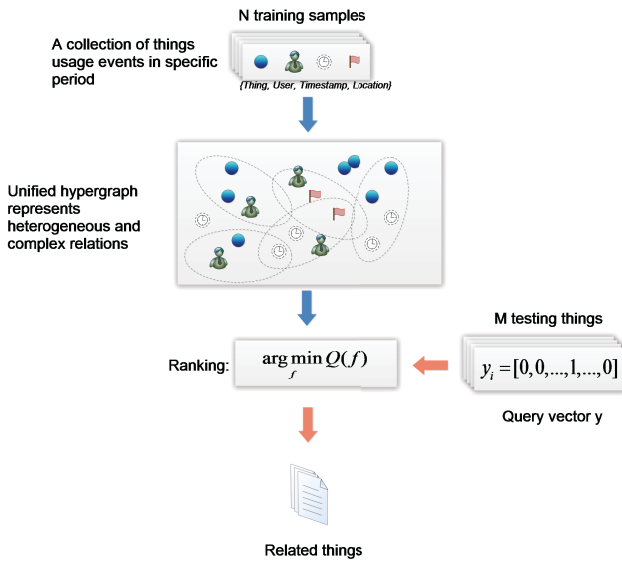 N training samples
A collection of things
usage events in specific
period
{Thing, User, Timestamp, Location}
Unified hypergraph
represents
heterogeneous and
complex relations
M testing things
Ranking:
arg min Q(f)
f
y_i = [0,0,...,1,...,0]
Query vector y
Related things